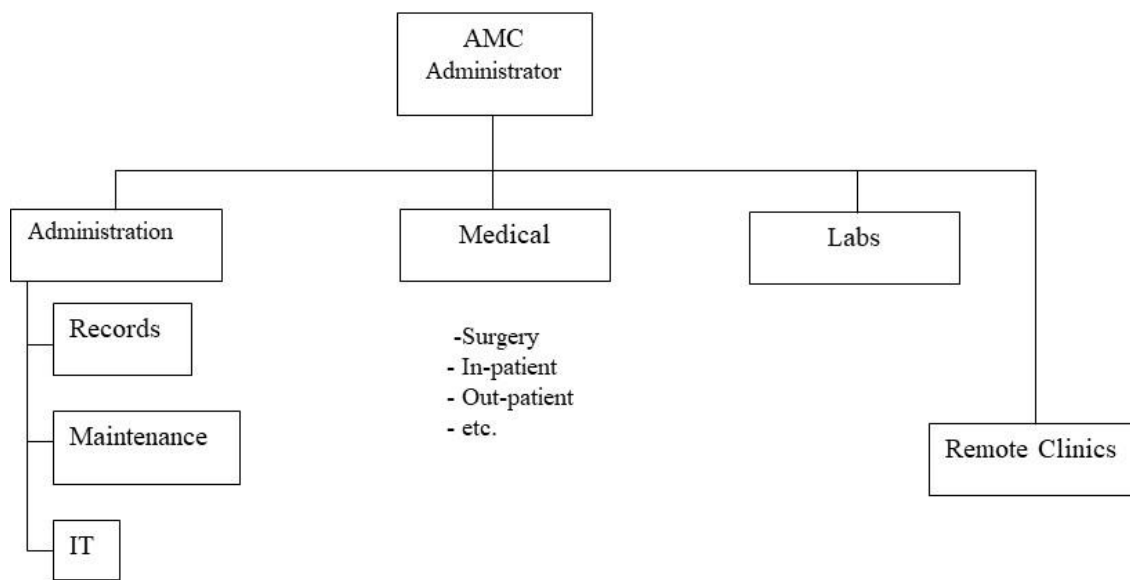 AMC
Administrator
Administration
Medical
Labs
Records
-Surgery
- In-patient
- Out-patient
- etc.
Maintenance
Remote Clinics
IT